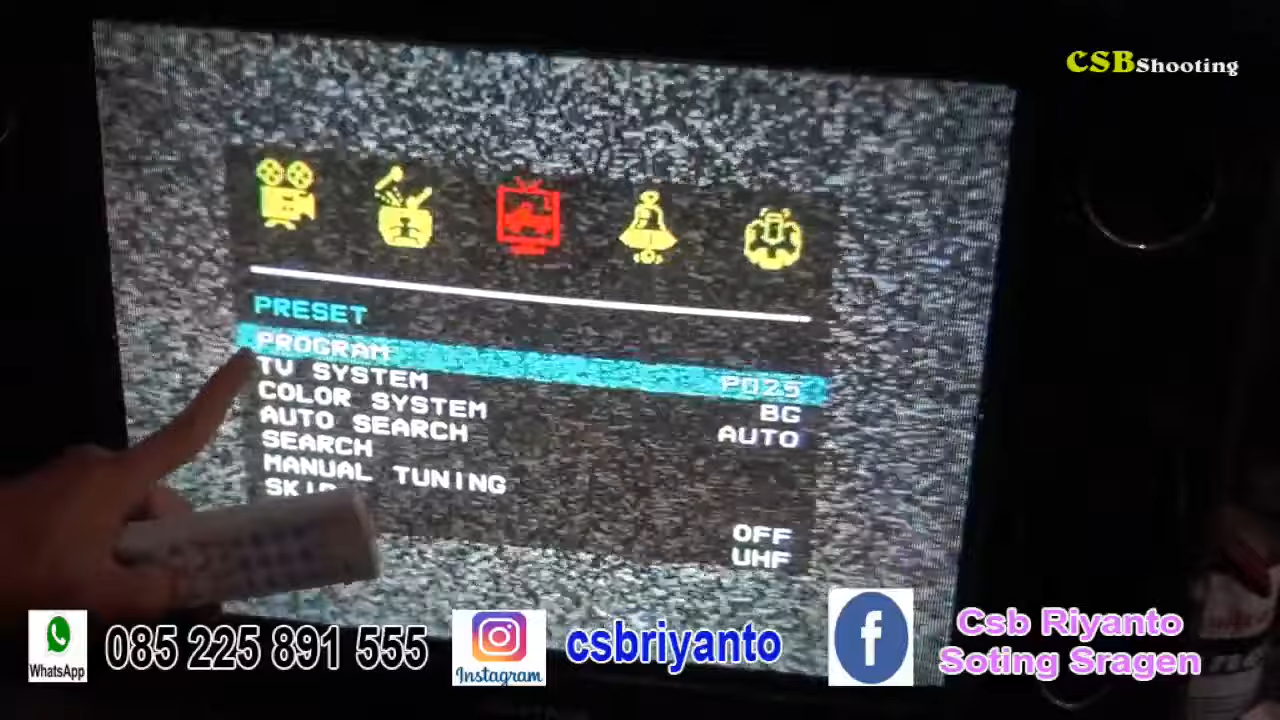 CSBShooting
PRESET
PROGRAM P025
TV SYSTEM BG
COLOR SYSTEM AUTO
AUTO SEARCH
SEARCH
MANUAL TUNING
OFF
UHF
WhatsApp
085 225 891 555
Instagram
csbriyanto
Csb Riyanto
Soting Sragen